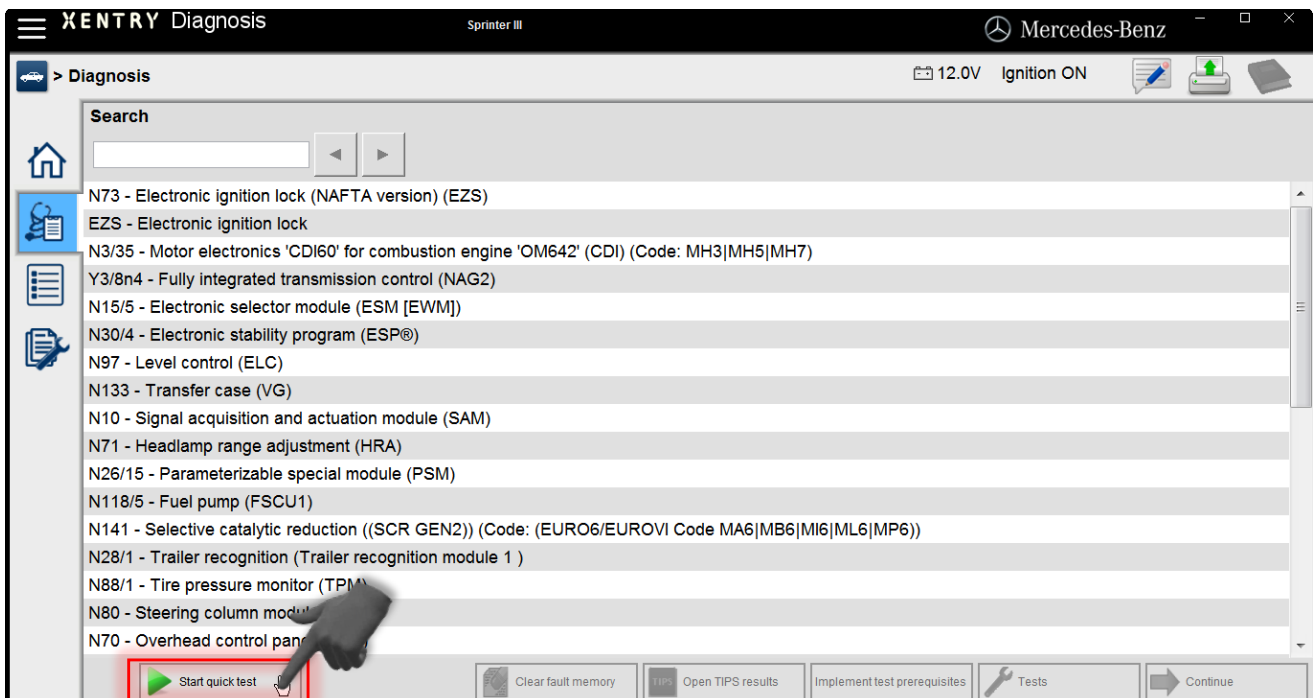 XENTRY Diagnosis
Sprinter III
Mercedes-Benz
> Diagnosis
12.0V
Ignition ON
Search
N73 - Electronic ignition lock (NAFTA version) (EZS)
EZS - Electronic ignition lock
N3/35 - Motor electronics 'CDI60' for combustion engine 'OM642' (CDI) (Code: MH3|MH5|MH7)
Y3/8n4 - Fully integrated transmission control (NAG2)
N15/5 - Electronic selector module (ESM [EWM])
N30/4 - Electronic stability program (ESP®)
N97 - Level control (ELC)
N133 - Transfer case (VG)
N10 - Signal acquisition and actuation module (SAM)
N71 - Headlamp range adjustment (HRA)
N26/15 - Parameterizable special module (PSM)
N118/5 - Fuel pump (FSCU1)
N141 - Selective catalytic reduction ((SCR GEN2)) (Code: (EURO6/EUROVI Code MA6|MB6|MI6|ML6|MP6))
N28/1 - Trailer recognition (Trailer recognition module 1 )
N88/1 - Tire pressure monitor (TPM)
N80 - Steering column
N70 - Overhead control
Start quick test
Clear fault memory
TIPS Open TIPS results
Implement test prerequisites
Tests
Continue